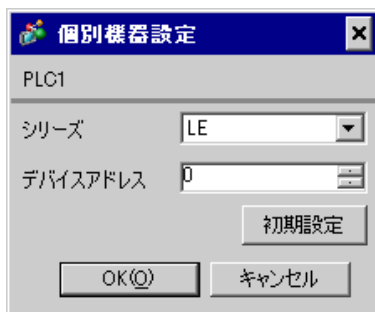 個別機器設定
PLC1
シリーズ LE
デバイスアドレス 0
初期設定
OK(O) キャンセル